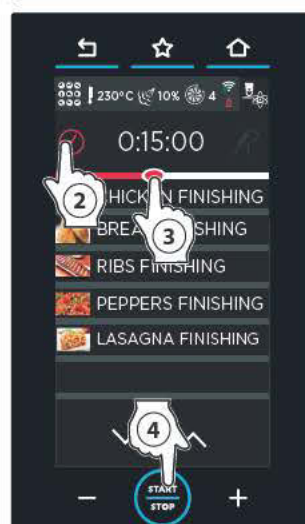 230°C 10% 4
0:15:00
2
CHICKEN FINISHING
3
BREAD FINISHING
RIBS FINISHING
PEPPERS FINISHING
LASAGNA FINISHING
4
START
STOP